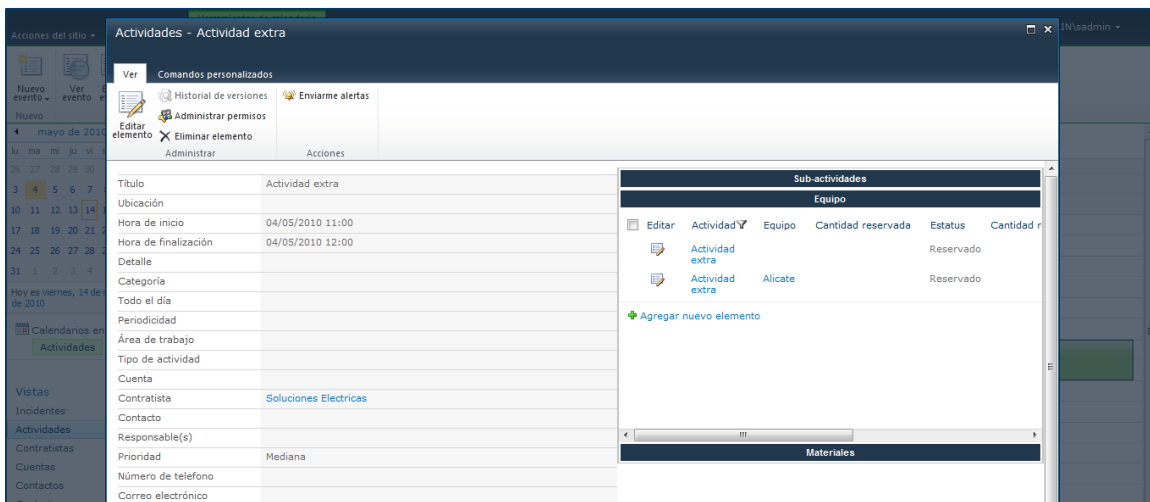 Acciones del sitio
IN\sadmin
Actividades - Actividad extra
Ver Comandos personalizados
Nuevo evento
Ver evento
Nuevo
Editar elemento
Historial de versiones
Administrar permisos
Eliminar elemento
Administrar
Enviarme alertas
Acciones
mayo de 2010
lu ma mi ju vi
26 27 28 29 30
3 4 5 6 7
10 11 12 13 14
17 18 19 20 21
24 25 26 27 28
31 1 2 3 4
Hoy es viernes, 14 de
de 2010
Calendarios en
Actividades
Vistas
Incidentes
Actividades
Contratistas
Cuentas
Contactos
Título Actividad extra
Ubicación
Hora de inicio 04/05/2010 11:00
Hora de finalización 04/05/2010 12:00
Detalle
Categoría
Todo el día
Periodicidad
Área de trabajo
Tipo de actividad
Cuenta
Contratista Soluciones Electricas
Contacto
Responsable(s)
Prioridad Mediana
Número de telefono
Correo electrónico
Sub-actividades
Equipo
Editar Actividad Equipo Cantidad reservada Estatus Cantidad r
Actividad extra Reservado
Actividad extra Alicate Reservado
Agregar nuevo elemento
Materiales